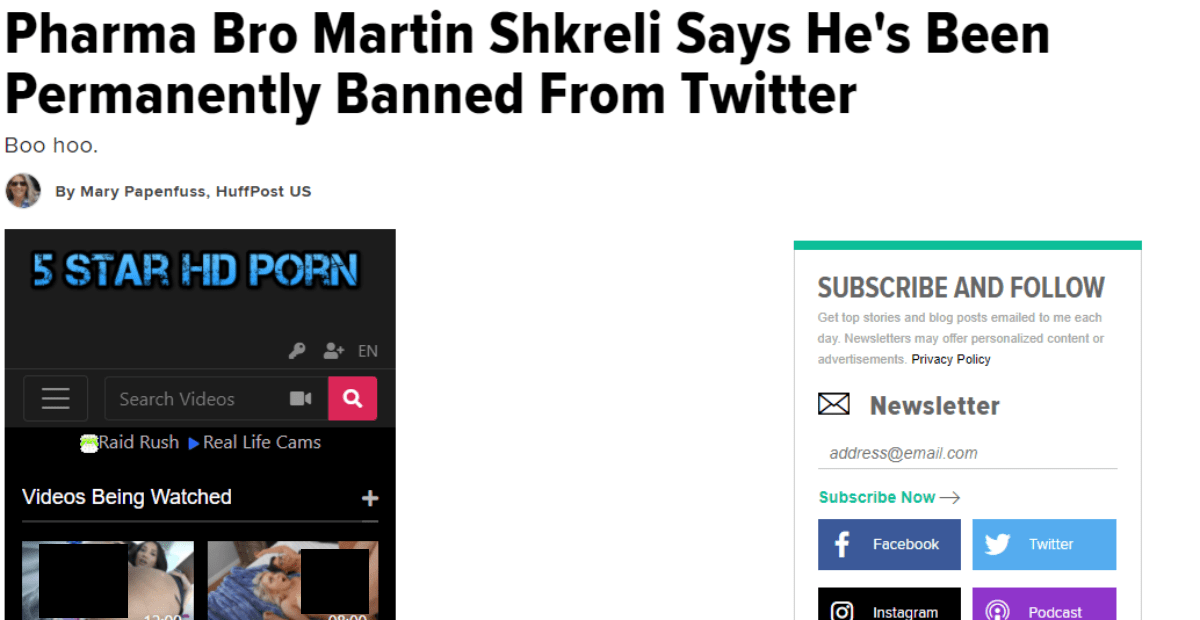 Pharma Bro Martin Shkreli Says He's Been
Permanently Banned From Twitter
Boo hoo.
By Mary Papenfuss, HuffPost US
5 STAR HD PORN
EN
Search Videos
Raid Rush Real Life Cams
Videos Being Watched
+
12:00 08:00
SUBSCRIBE AND FOLLOW
Get top stories and blog posts emailed to me each
day. Newsletters may offer personalized content or
advertisements. Privacy Policy
Newsletter
address@email.com
Subscribe Now
Facebook Twitter
Instagram Podcast